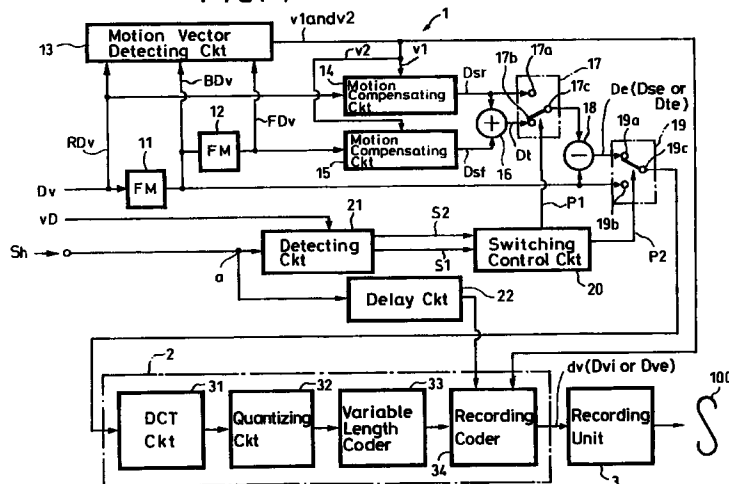 v1andv2
1
13
Motion Vector
Detecting Ckt
v2
v1
17b
17a
17
14
Motion
Compensating
Ckt
Dsr
17c
De(Dse or
Dte)
BDv
FDv
12
18
19a
19
RDv
11
FM
Motion
Compensating
Ckt
15
+
Dt
16
−
19c
Dv
FM
Dsf
19b
P1
vD
21
S2
P2
Sh
a
Detecting
Ckt
S1
Switching
Control Ckt
20
Delay Ckt
22
2
dv(Dvi or Dve)
100
31
32
33
DCT
Ckt
Quantizing
Ckt
Variable
Length
Coder
Recording
Coder
34
Recording
Unit
3